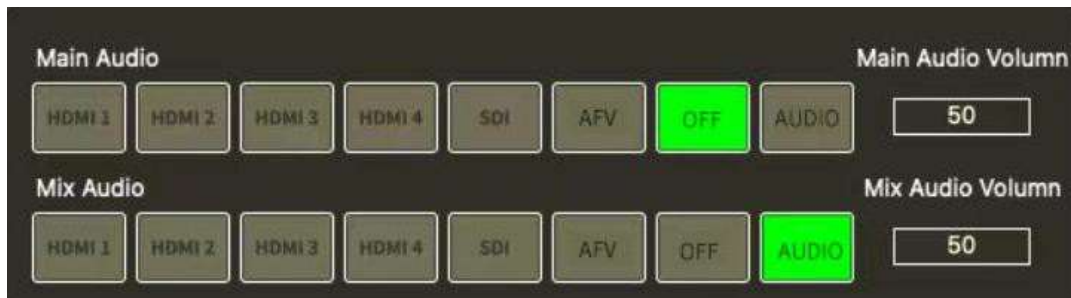 Main Audio Main Audio Volumn
HDMI 1 HDMI 2 HDMI 3 HDMI 4 SDI AFV OFF AUDIO 50
Mix Audio Mix Audio Volumn
HDMI 1 HDMI 2 HDMI 3 HDMI 4 SDI AFV OFF AUDIO 50